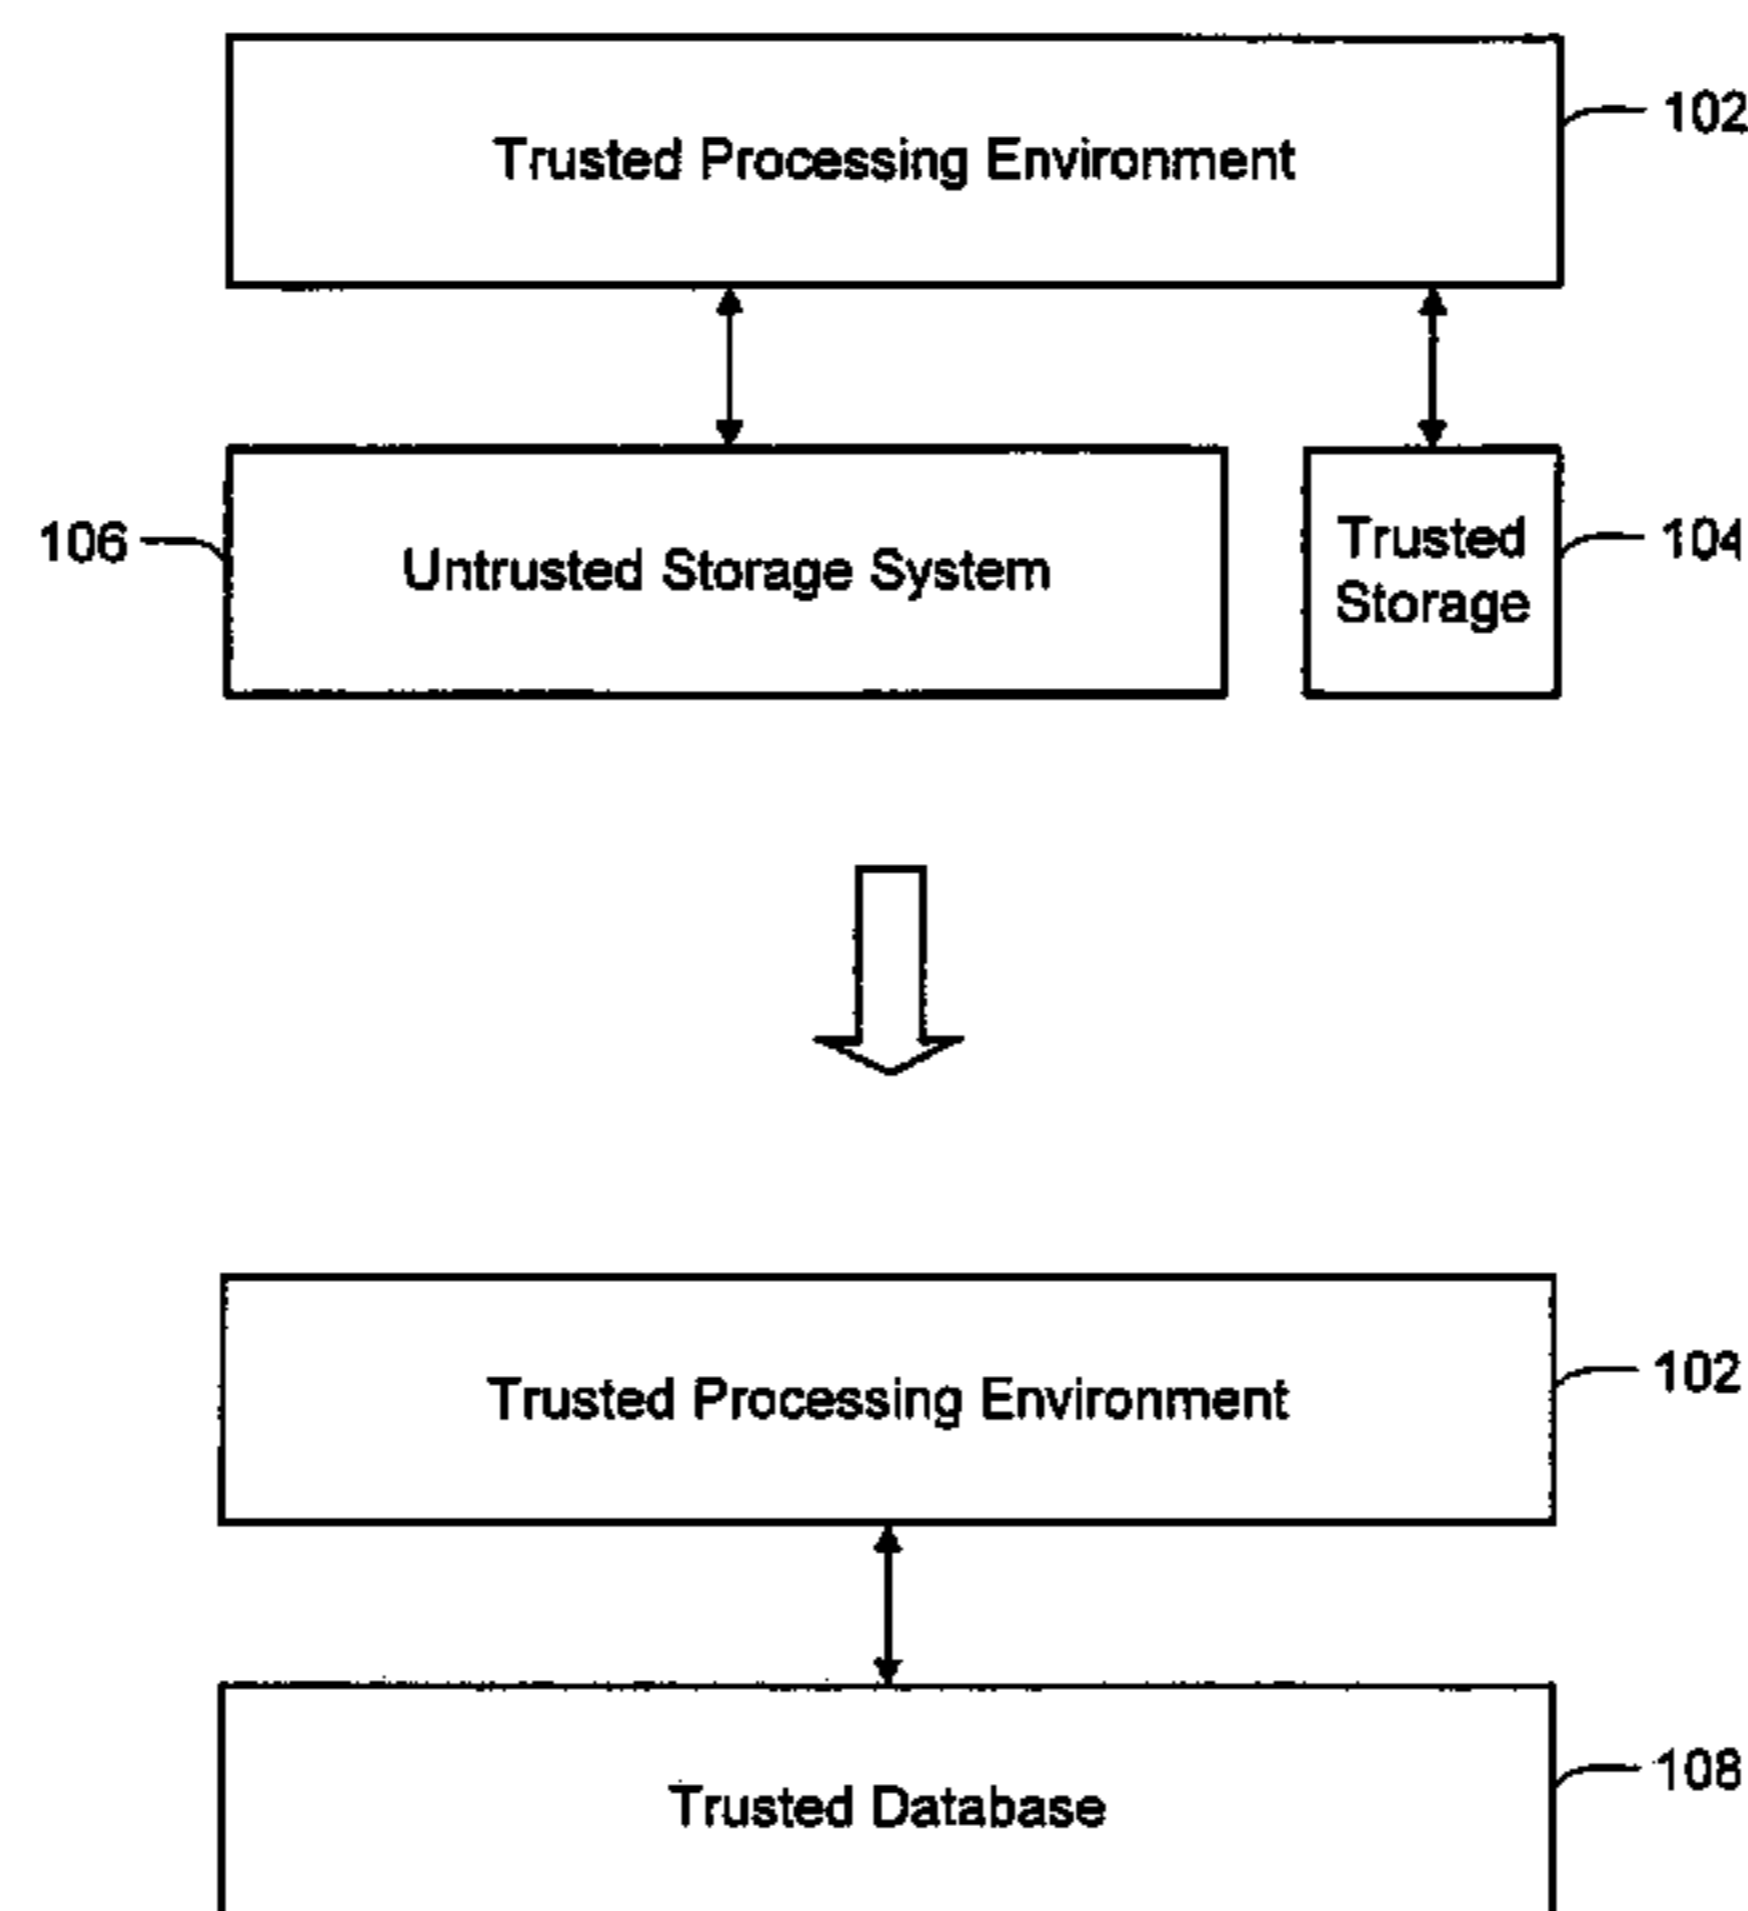 Trusted Processing Environment
102
106
Untrusted Storage System
Trusted
Storage
104
Trusted Processing Environment
102
Trusted Database
108